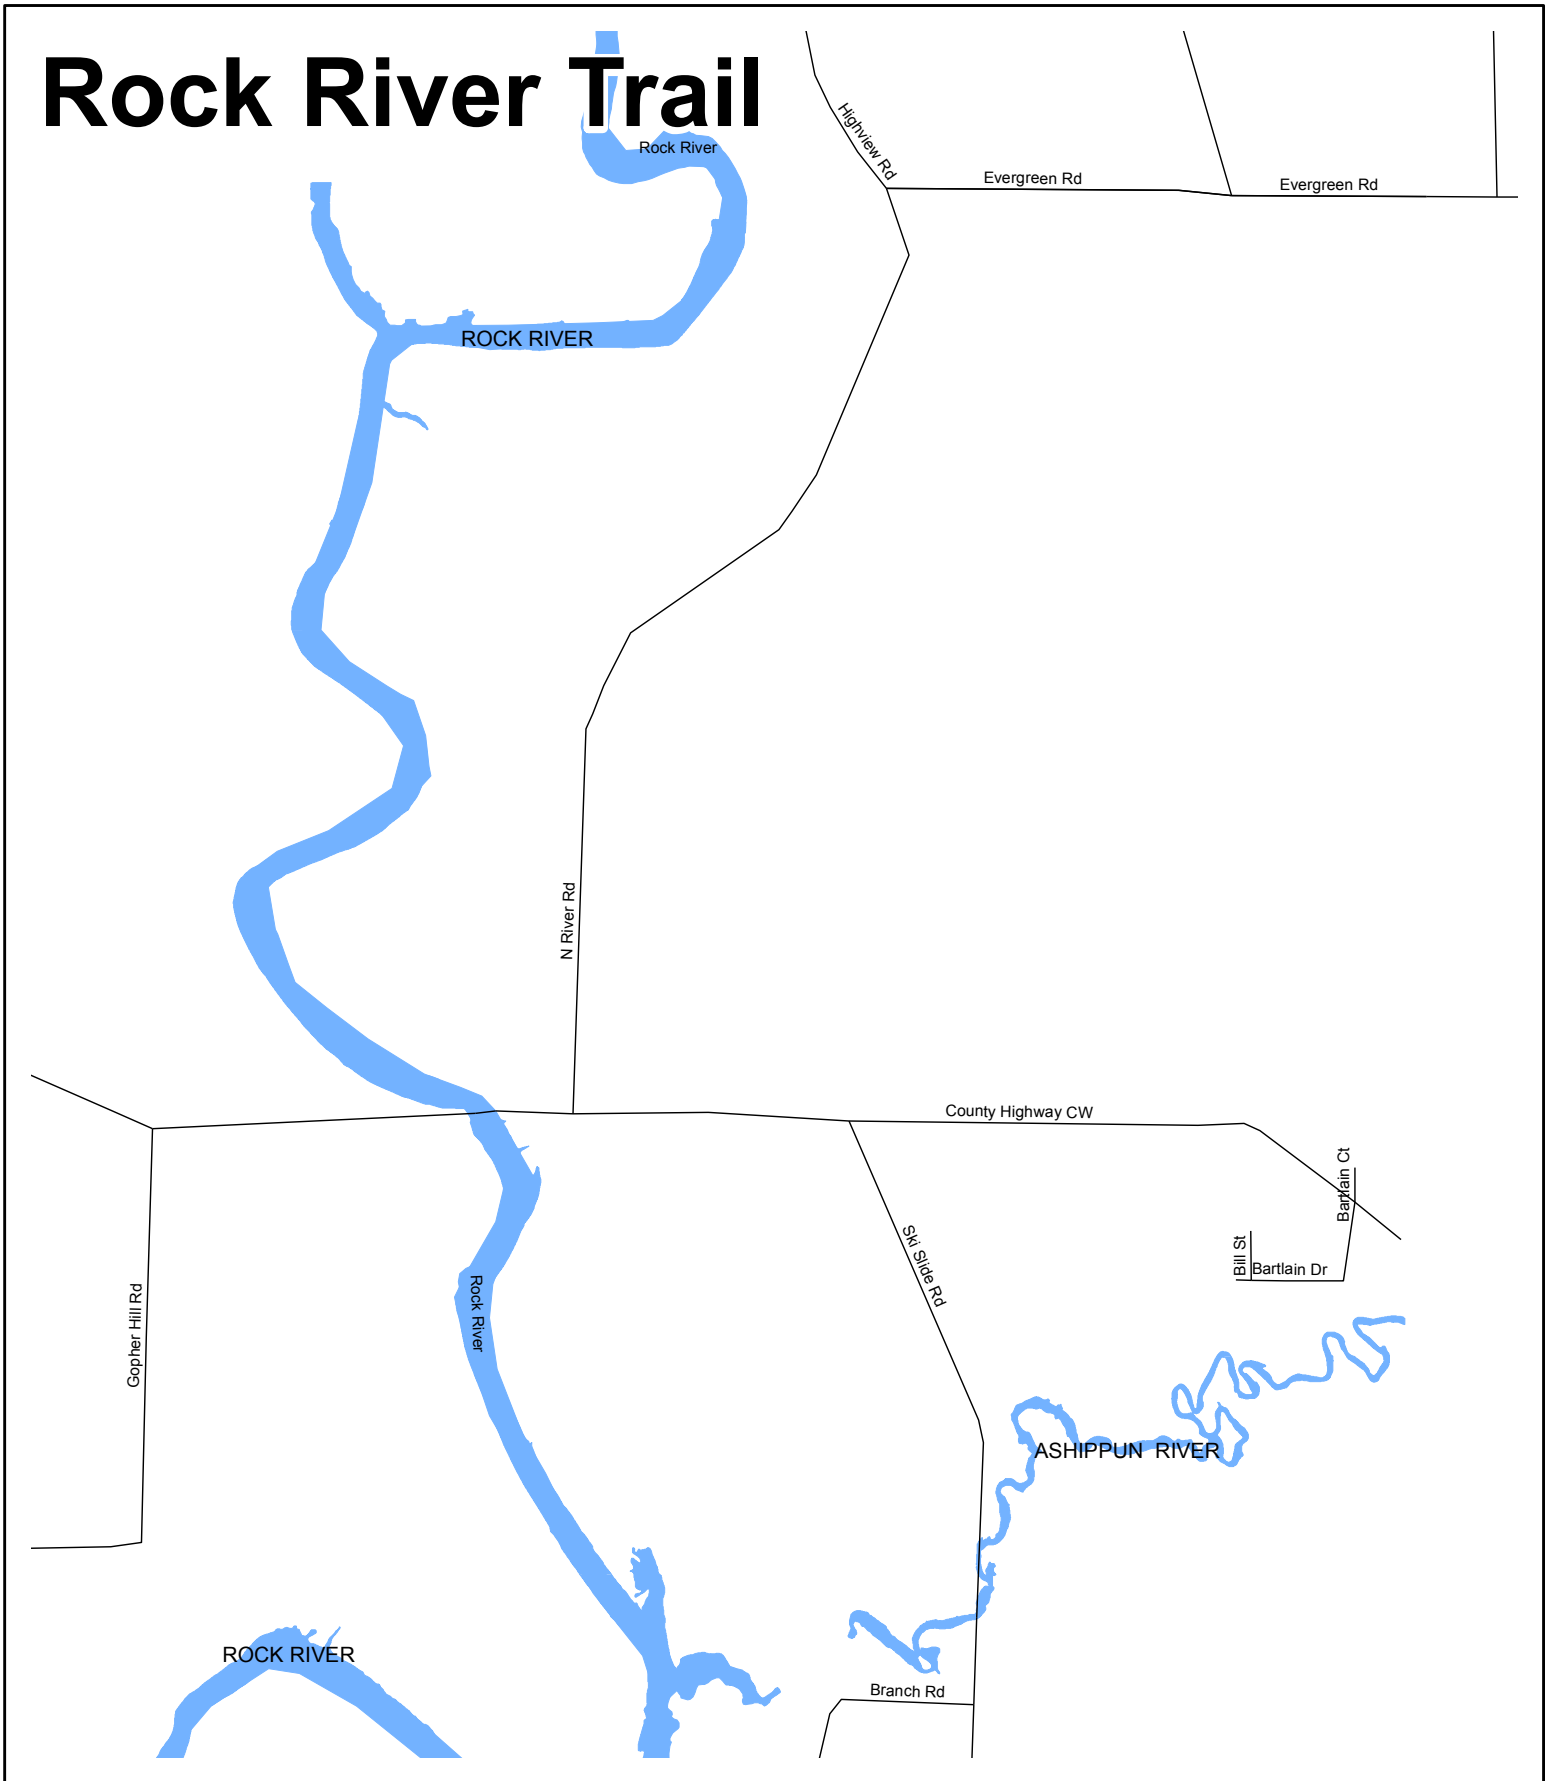 Rock River Trail
Rock River
Highview Rd
Evergreen Rd
Evergreen Rd
ROCK RIVER
N River Rd
County Highway CW
Bartlain Ct
Ski Slide Rd
Bill St
Bartlain Dr
Gopher Hill Rd
Rock River
ASHIPPUN RIVER
ROCK RIVER
Branch Rd